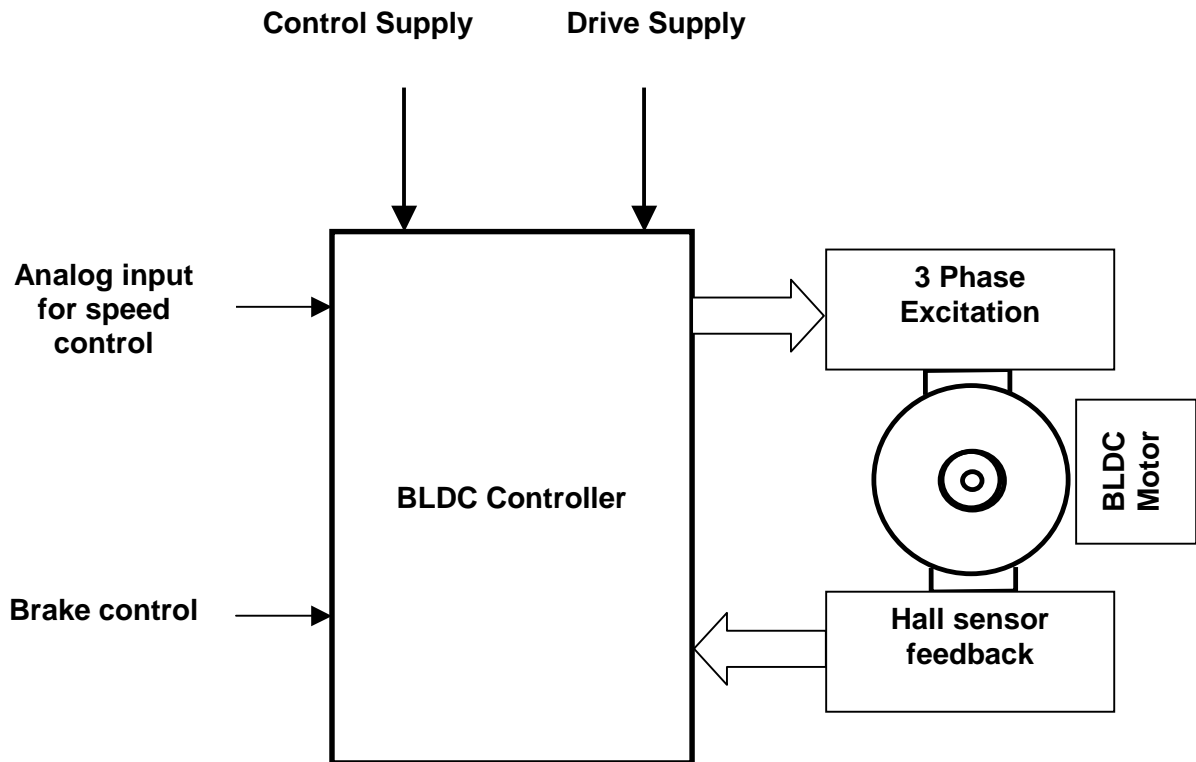 Control Supply
Drive Supply
Analog input
for speed
control
3 Phase
Excitation
BLDC Controller
BLDC
Motor
Brake control
Hall sensor
feedback